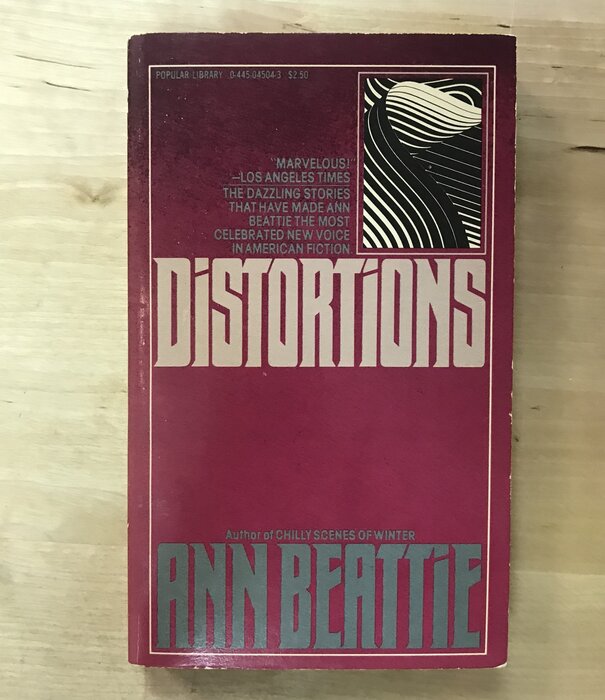 POPULAR LIBRARY 0-445-04504-3 $2.50
"MARVELOUS!"
—LOS ANGELES TIMES
THE DAZZLING STORIES
THAT HAVE MADE ANN
BEATTIE THE MOST
CELEBRATED NEW VOICE
IN AMERICAN FICTION
DiSTORTiONS
Author of CHILLY SCENES OF WINTER
ANN BEATTiE